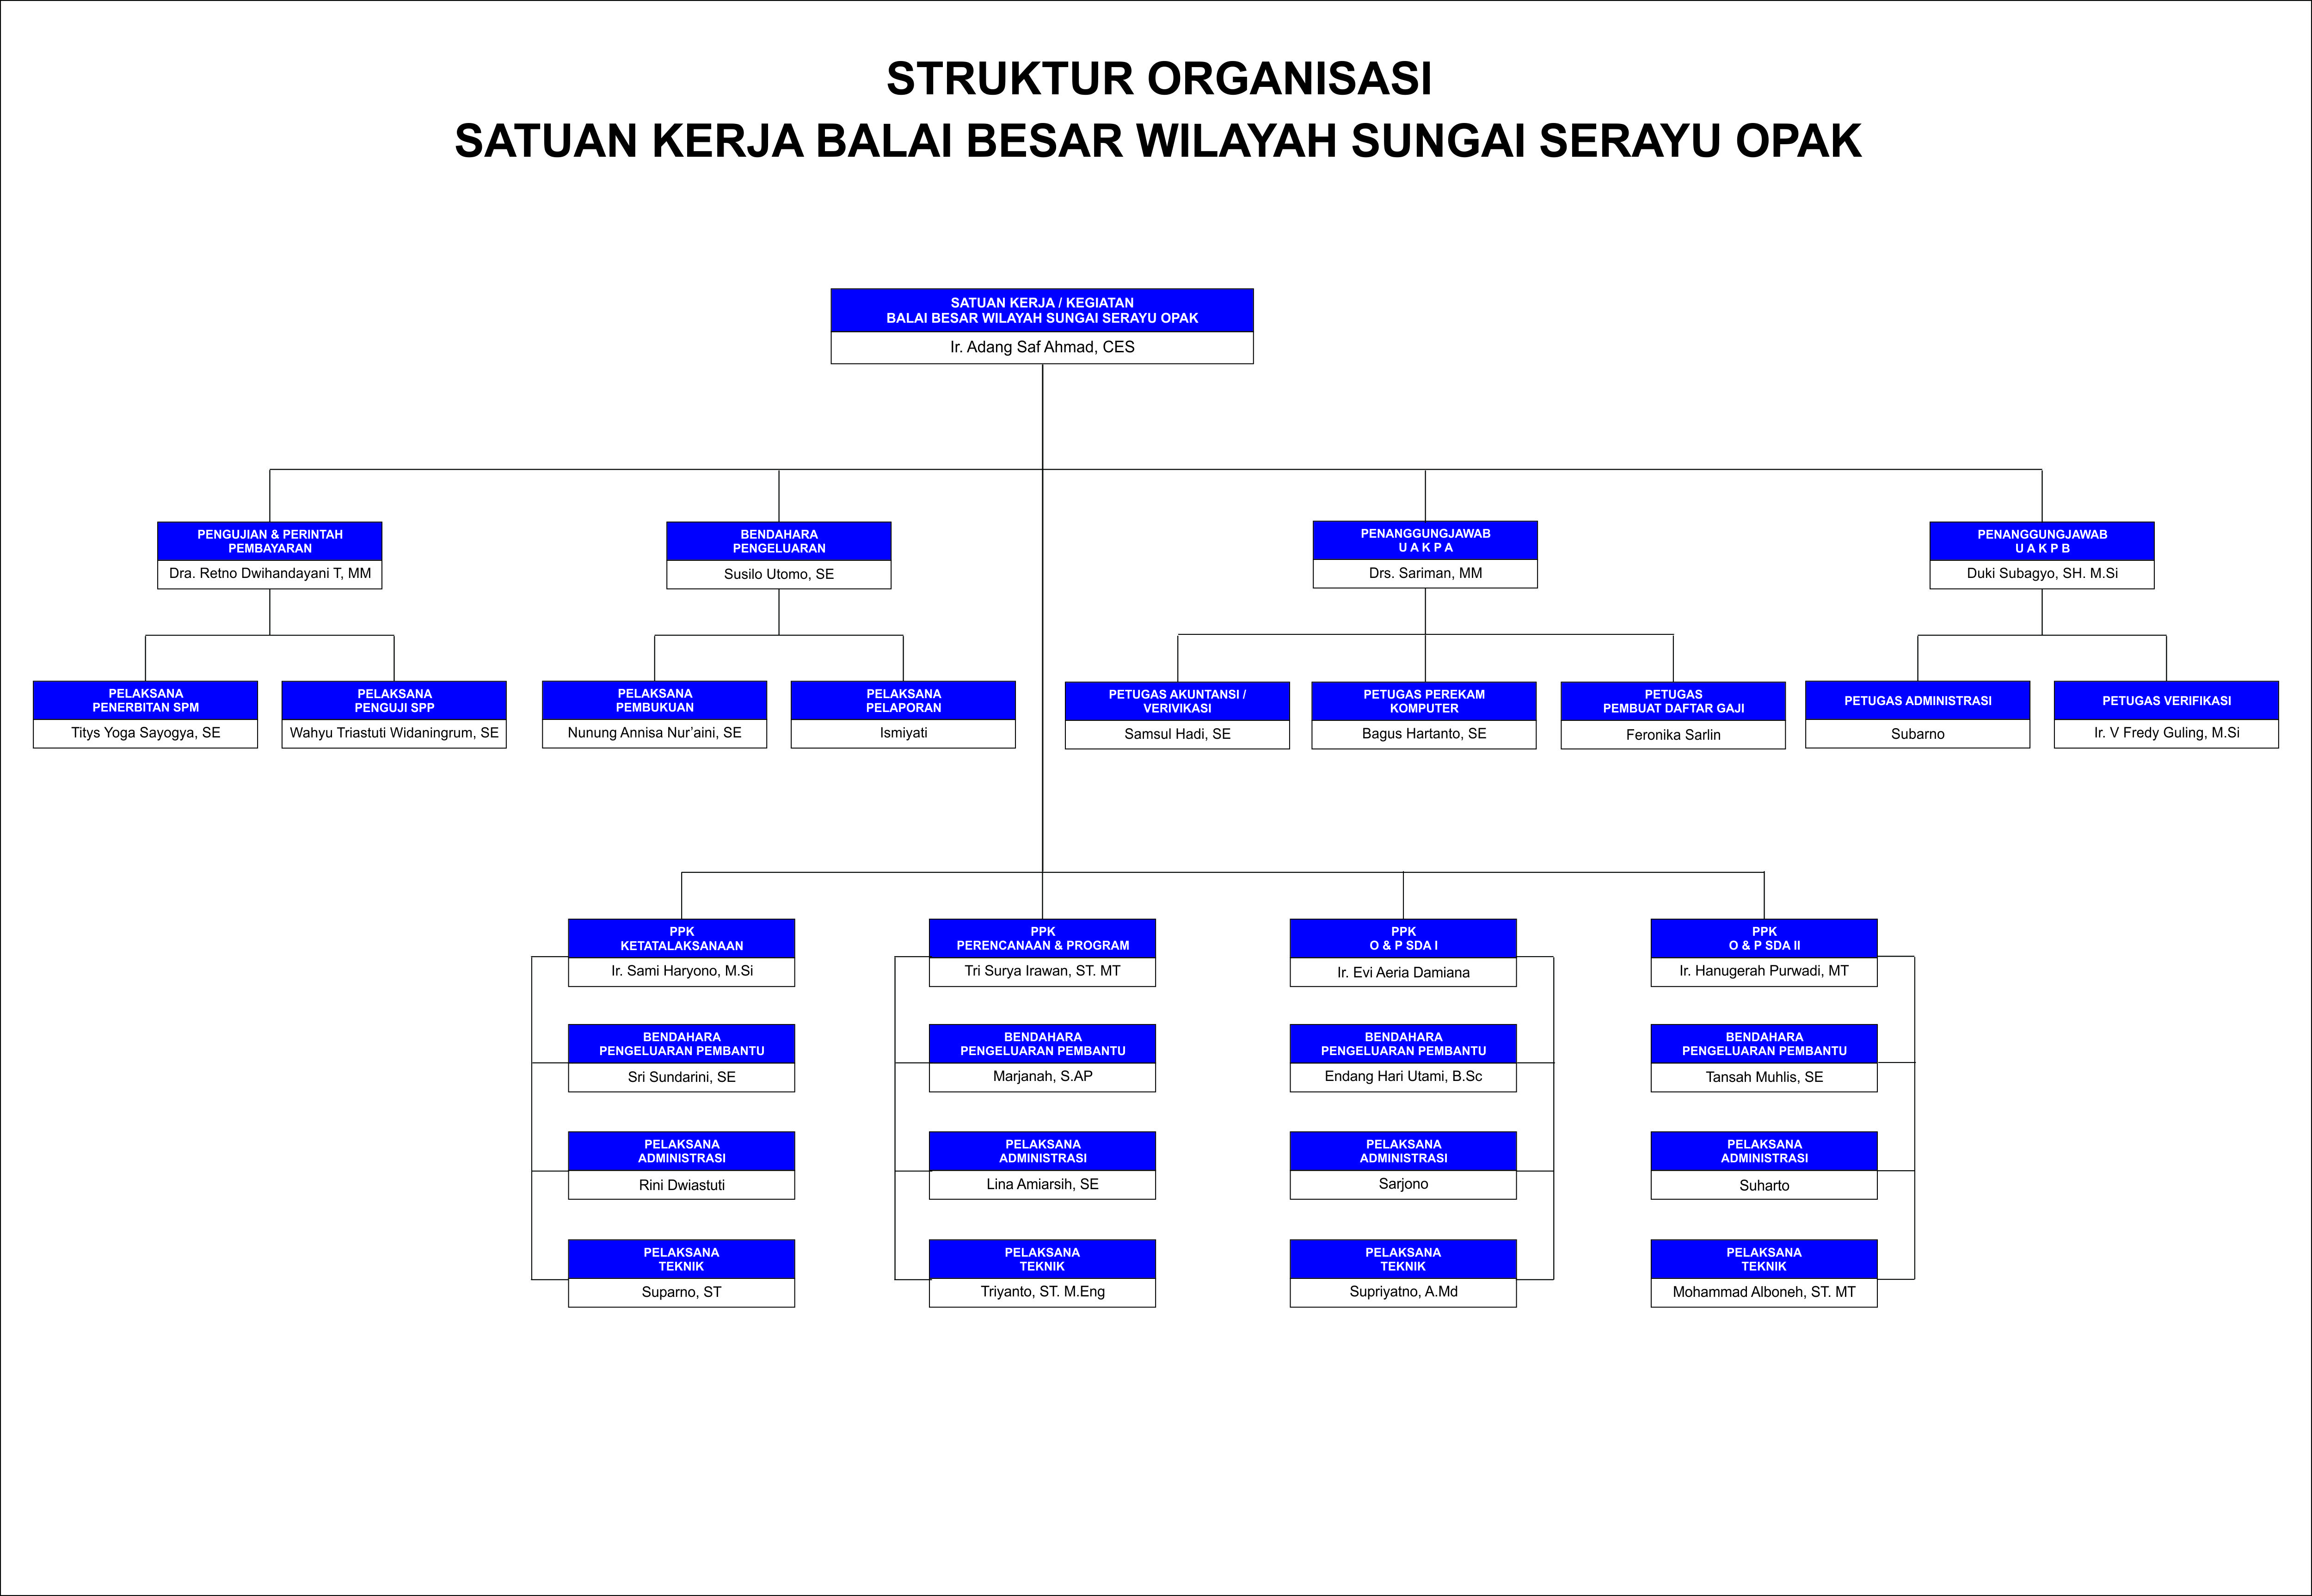 STRUKTUR ORGANISASI
SATUAN KERJA BALAI BESAR WILAYAH SUNGAI SERAYU OPAK
SATUAN KERJA / KEGIATAN
BALAI BESAR WILAYAH SUNGAI SERAYU OPAK
Ir. Adang Saf Ahmad, CES
PENGUJIAN & PERINTAH
PEMBAYARAN
Dra. Retno Dwihandayani T, MM
BENDAHARA
PENGELUARAN
Susilo Utomo, SE
PENANGGUNGJAWAB
U A K P A
Drs. Sariman, MM
PENANGGUNGJAWAB
U A K P B
Duki Subagyo, SH. M.Si
PELAKSANA
PENERBITAN SPM
Titys Yoga Sayogya, SE
PELAKSANA
PENGUJI SPP
Wahyu Triastuti Widaningrum, SE
PELAKSANA
PEMBUKUAN
Nunung Annisa Nur’aini, SE
PELAKSANA
PELAPORAN
Ismiyati
PETUGAS AKUNTANSI /
VERIVIKASI
Samsul Hadi, SE
PETUGAS PEREKAM
KOMPUTER
Bagus Hartanto, SE
PETUGAS
PEMBUAT DAFTAR GAJI
Feronika Sarlin
PETUGAS ADMINISTRASI
Subarno
PETUGAS VERIFIKASI
Ir. V Fredy Guling, M.Si
PPK
KETATALAKSANAAN
Ir. Sami Haryono, M.Si
PPK
PERENCANAAN & PROGRAM
Tri Surya Irawan, ST. MT
PPK
O & P SDA I
Ir. Evi Aeria Damiana
PPK
O & P SDA II
Ir. Hanugerah Purwadi, MT
BENDAHARA
PENGELUARAN PEMBANTU
Sri Sundarini, SE
BENDAHARA
PENGELUARAN PEMBANTU
Marjanah, S.AP
BENDAHARA
PENGELUARAN PEMBANTU
Endang Hari Utami, B.Sc
BENDAHARA
PENGELUARAN PEMBANTU
Tansah Muhlis, SE
PELAKSANA
ADMINISTRASI
Rini Dwiastuti
PELAKSANA
ADMINISTRASI
Lina Amiarsih, SE
PELAKSANA
ADMINISTRASI
Sarjono
PELAKSANA
ADMINISTRASI
Suharto
PELAKSANA
TEKNIK
Suparno, ST
PELAKSANA
TEKNIK
Triyanto, ST. M.Eng
PELAKSANA
TEKNIK
Supriyatno, A.Md
PELAKSANA
TEKNIK
Mohammad Alboneh, ST. MT